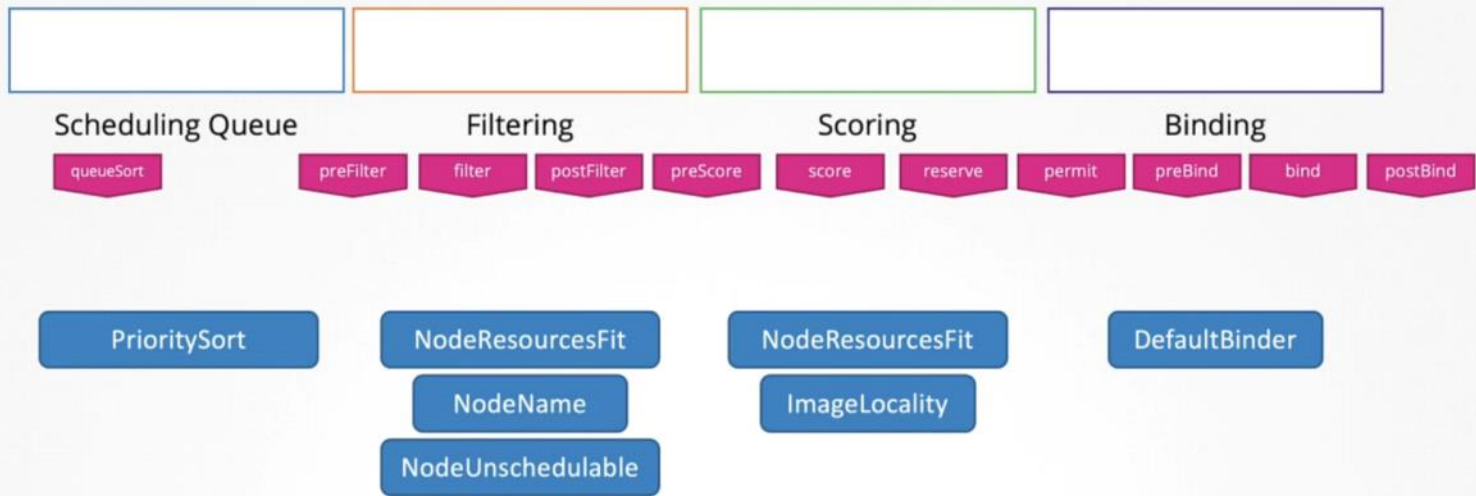 Scheduling Queue Filtering Scoring Binding
queueSort preFilter filter postFilter preScore score reserve permit preBind bind postBind
PrioritySort NodeResourcesFit NodeResourcesFit DefaultBinder
NodeName ImageLocality
NodeUnschedulable